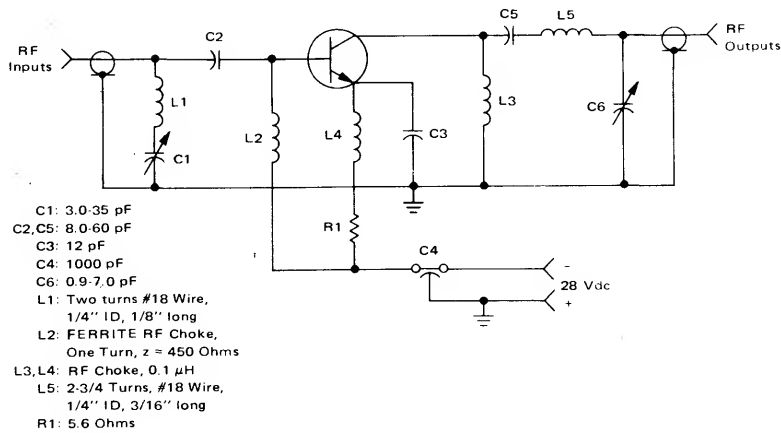 C5
L5
RF
Inputs
C2
RF
Outputs
L1
L2
L4
C3
L3
C6
C1
R1
C4
-
28 Vdc
+
C1: 3.0-35 pF
C2,C5: 8.0-60 pF
C3: 12 pF
C4: 1000 pF
C6: 0.9-7.0 pF
L1: Two turns #18 Wire,
1/4" ID, 1/8" long
L2: FERRITE RF Choke,
One Turn, z = 450 Ohms
L3,L4: RF Choke, 0.1 μH
L5: 2-3/4 Turns, #18 Wire,
1/4" ID, 3/16" long
R1: 5.6 Ohms